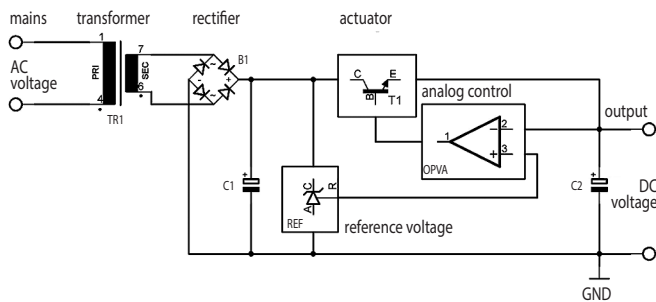 mains
transformer
rectifier
actuator
AC
voltage
1
7
PRI
SEC
4
6
TR1
B1
~
-
+
~
C
E
B
T1
analog control
1
2
-
+
3
OPVA
output
+
C1
C
R
A
REF
reference voltage
+
C2
DC
voltage
GND